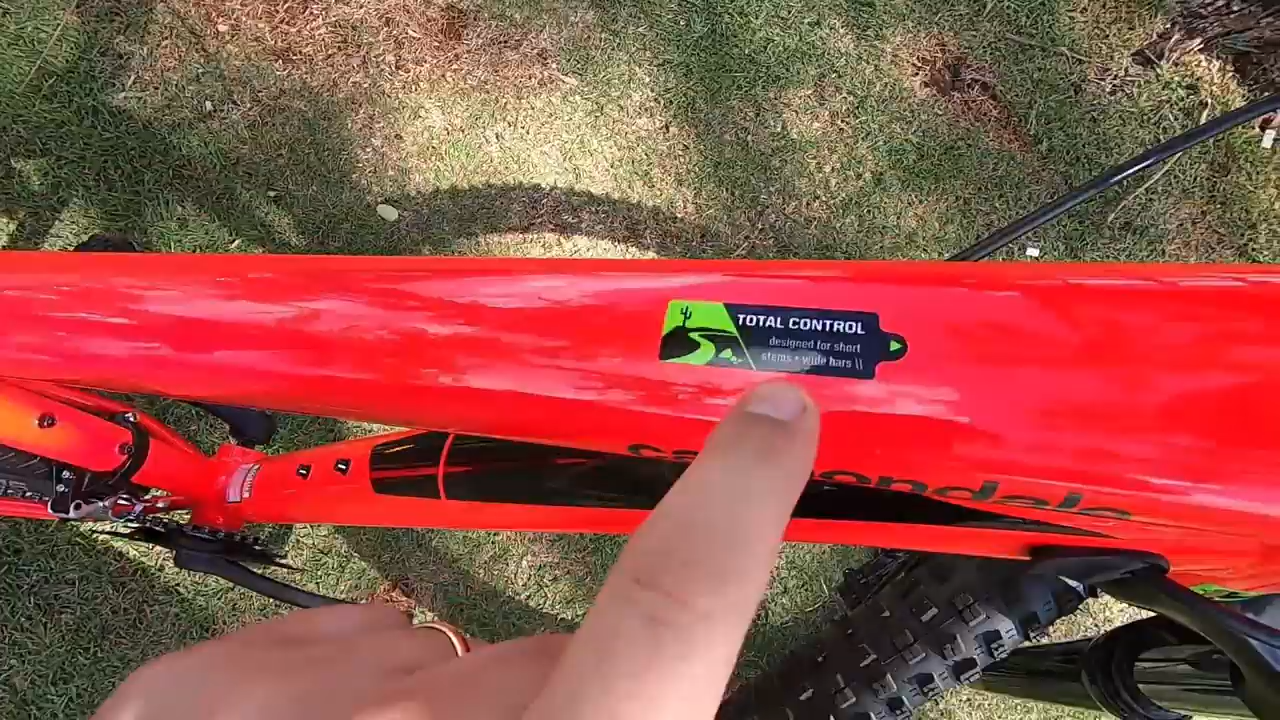 TOTAL CONTROL
designed for short
stems • wide bars \\